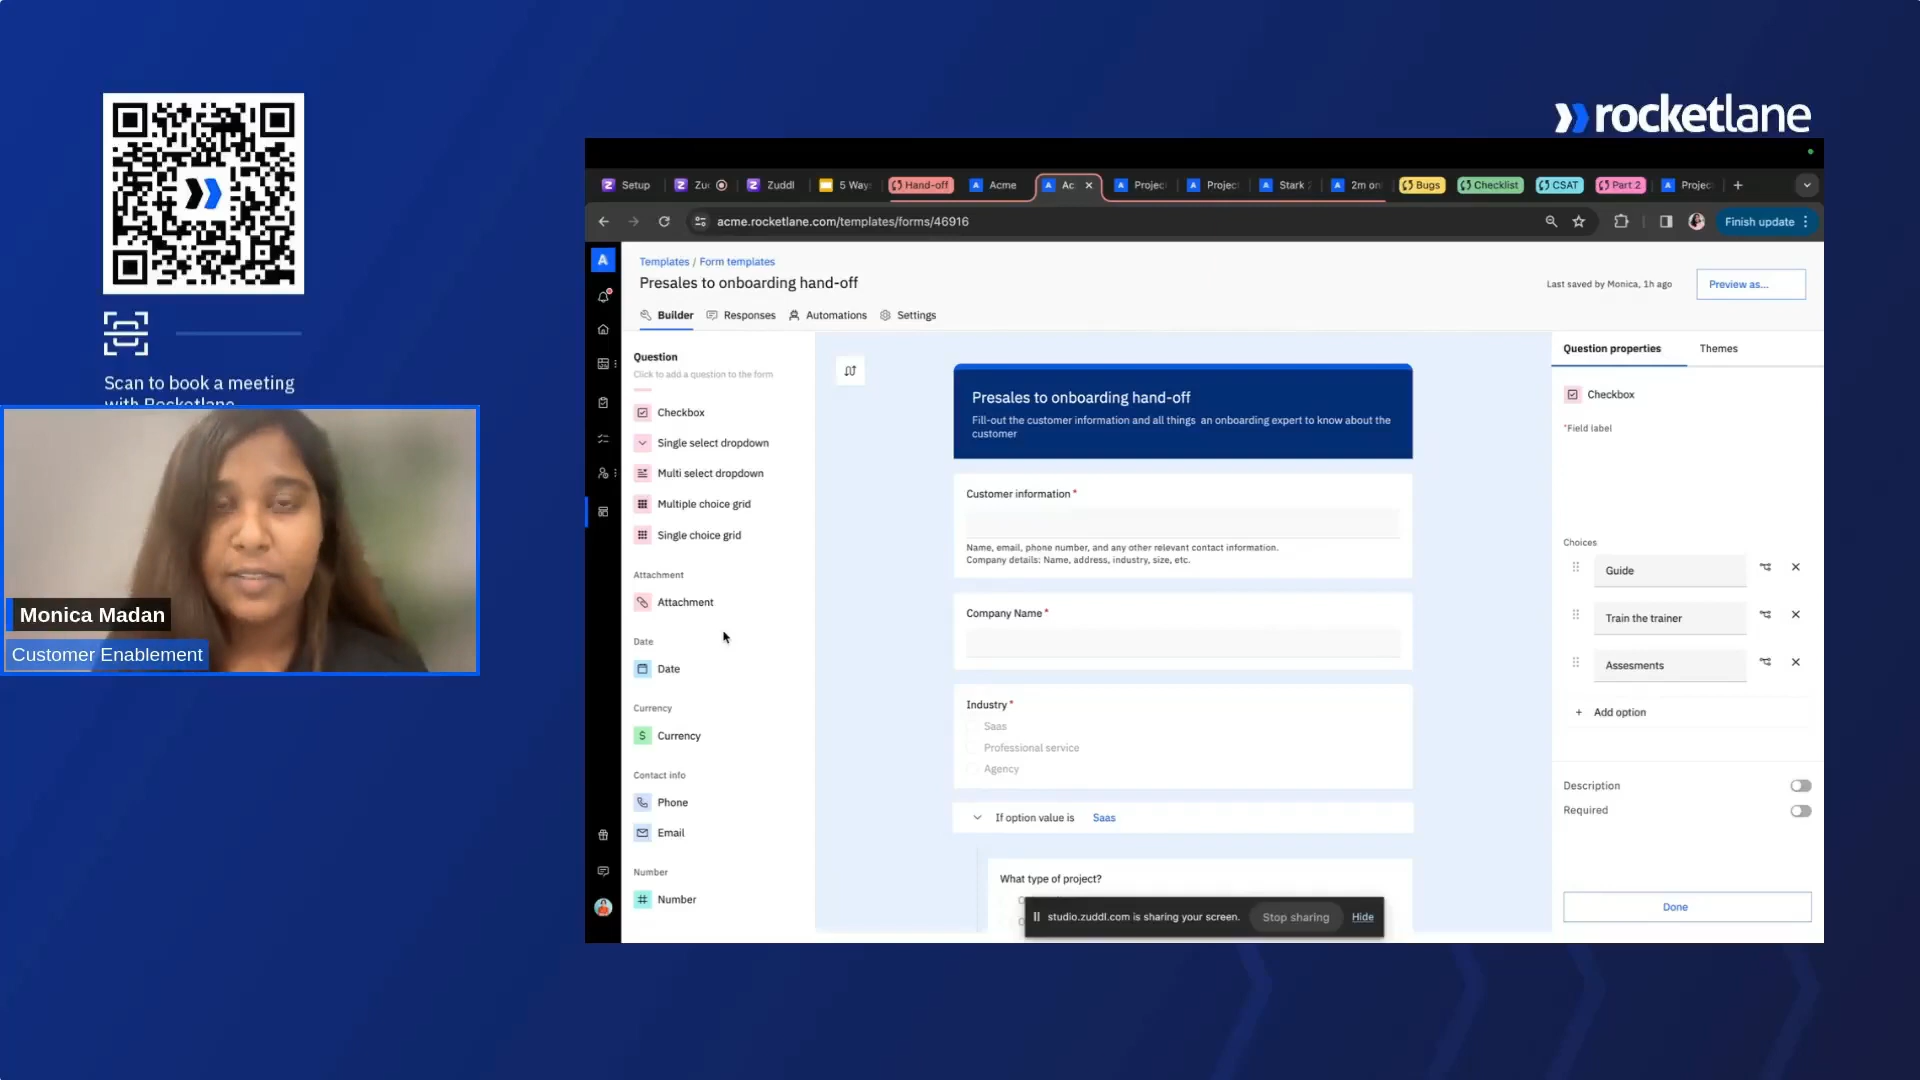 rocketlane
Scan to book a meeting
with Rocketlane
Monica Madan
Customer Enablement
Setup
Zuddl
5 Way
Hand-off
Acme
Ac
Projec
Projec
Stark
2m on
Bugs
Checklist
CSAT
Part 2
Projec
acme.rocketlane.com/templates/forms/46916
Finish update
A
Templates / Form templates
Presales to onboarding hand-off
Last saved by Monica, 1h ago
Preview as...
Builder
Responses
Automations
Settings
Question
Click to add a question to the form
Checkbox
Single select dropdown
Multi select dropdown
Multiple choice grid
Single choice grid
Attachment
Attachment
Date
Date
Currency
Currency
Contact info
Phone
Email
Number
Number
Presales to onboarding hand-off
Fill-out the customer information and all things an onboarding expert to know about the
customer
Customer information *
Name, email, phone number, and any other relevant contact information.
Company details: Name, address, industry, size, etc.
Company Name *
Industry *
Saas
Professional service
Agency
If option value is Saas
What type of project?
studio.zuddl.com is sharing your screen.
Stop sharing
Hide
Question properties
Themes
Checkbox
*Field label
Choices
Guide
Train the trainer
Assesments
+ Add option
Description
Required
Done